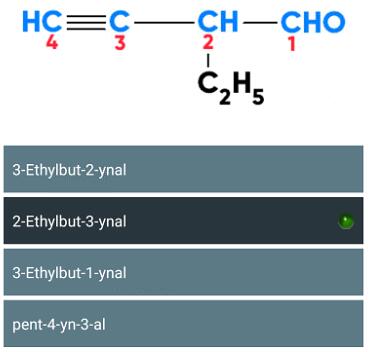 HC≡C—CH—CHO
4 3 2 1
C₂H₅
3-Ethylbut-2-ynal
2-Ethylbut-3-ynal
3-Ethylbut-1-ynal
pent-4-yn-3-al